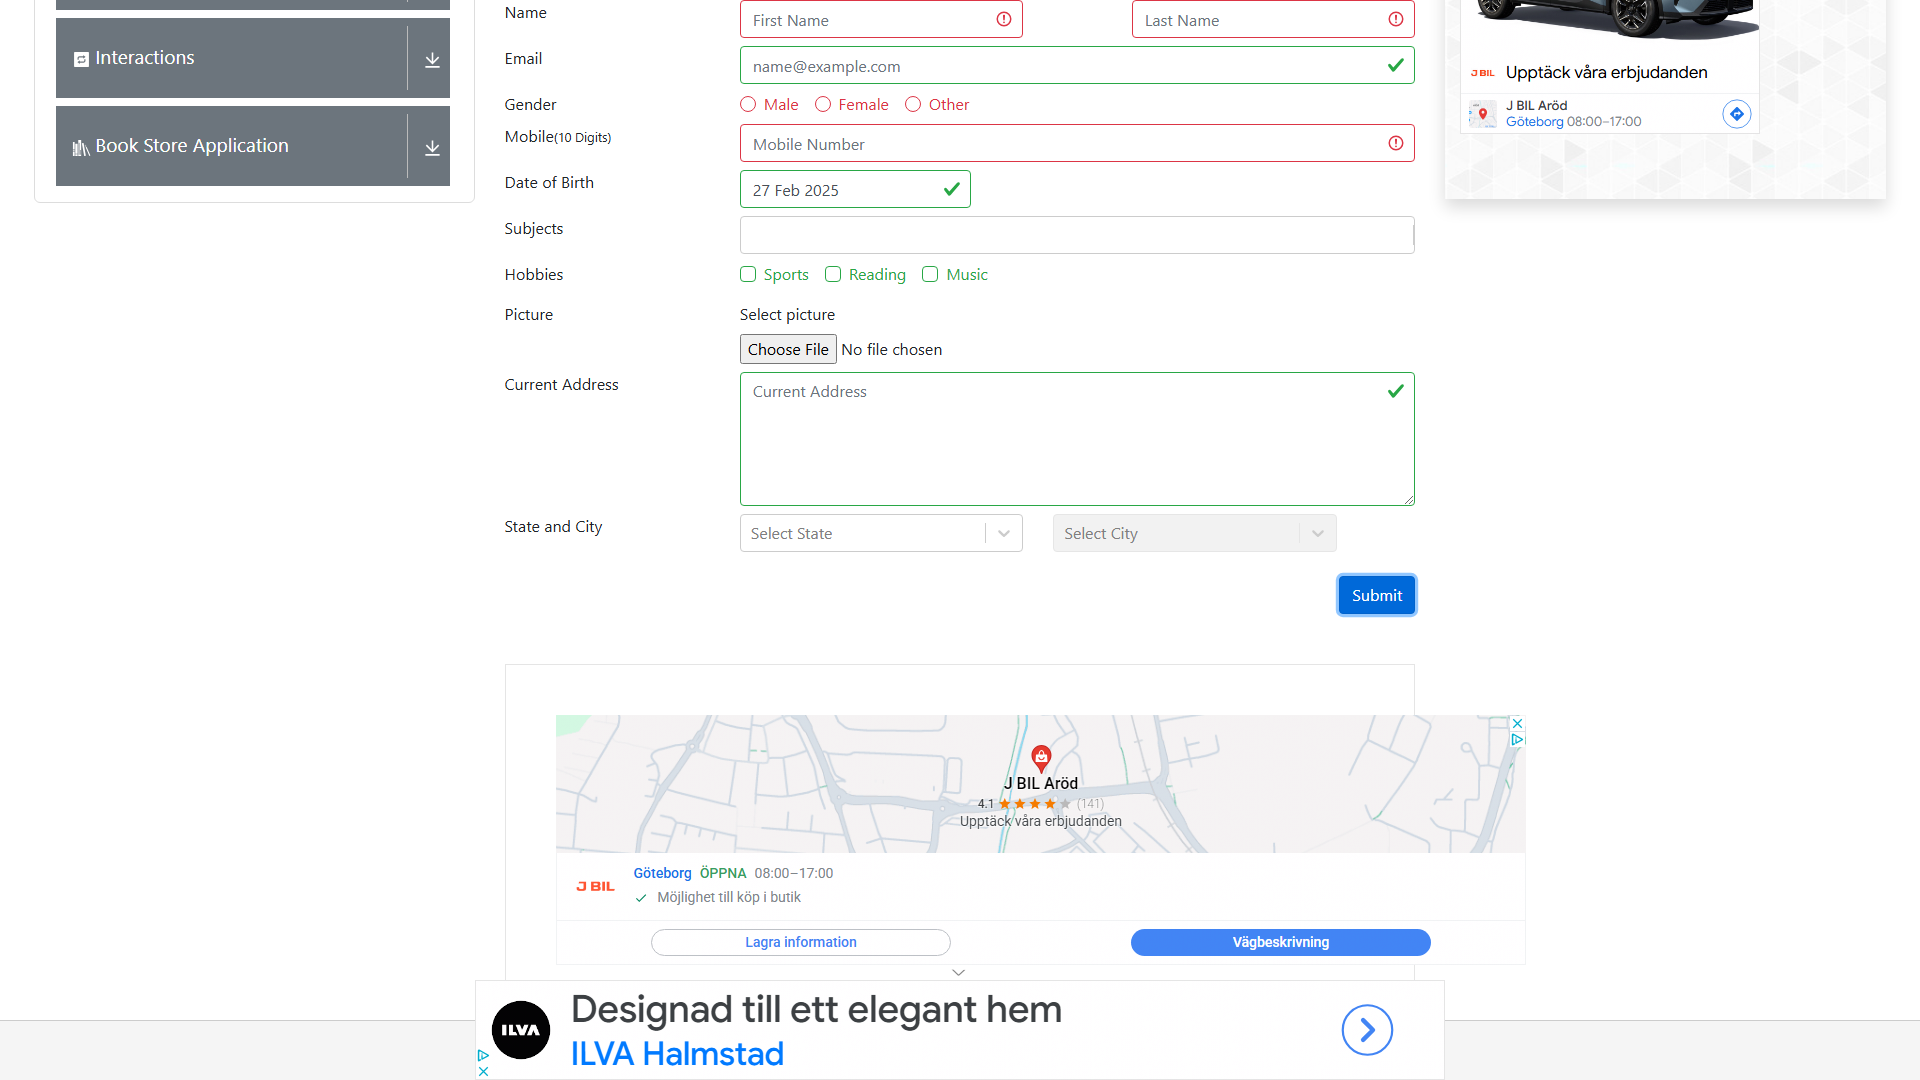 Interactions
Book Store Application
Name
First Name
Last Name
Email
name@example.com
Gender
Male
Female
Other
Mobile(10 Digits)
Mobile Number
Date of Birth
27 Feb 2025
Subjects
Hobbies
Sports
Reading
Music
Picture
Select picture
Choose File No file chosen
Current Address
Current Address
State and City
Select State
Select City
Submit
J BIL
Upptäck våra erbjudanden
J BIL Aröd
Göteborg 08:00–17:00
J BIL Aröd
4.1 (141)
Upptäck våra erbjudanden
J BIL
Göteborg ÖPPNA 08:00–17:00
Möjlighet till köp i butik
Lagra information
Vägbeskrivning
ILVA
Designad till ett elegant hem
ILVA Halmstad